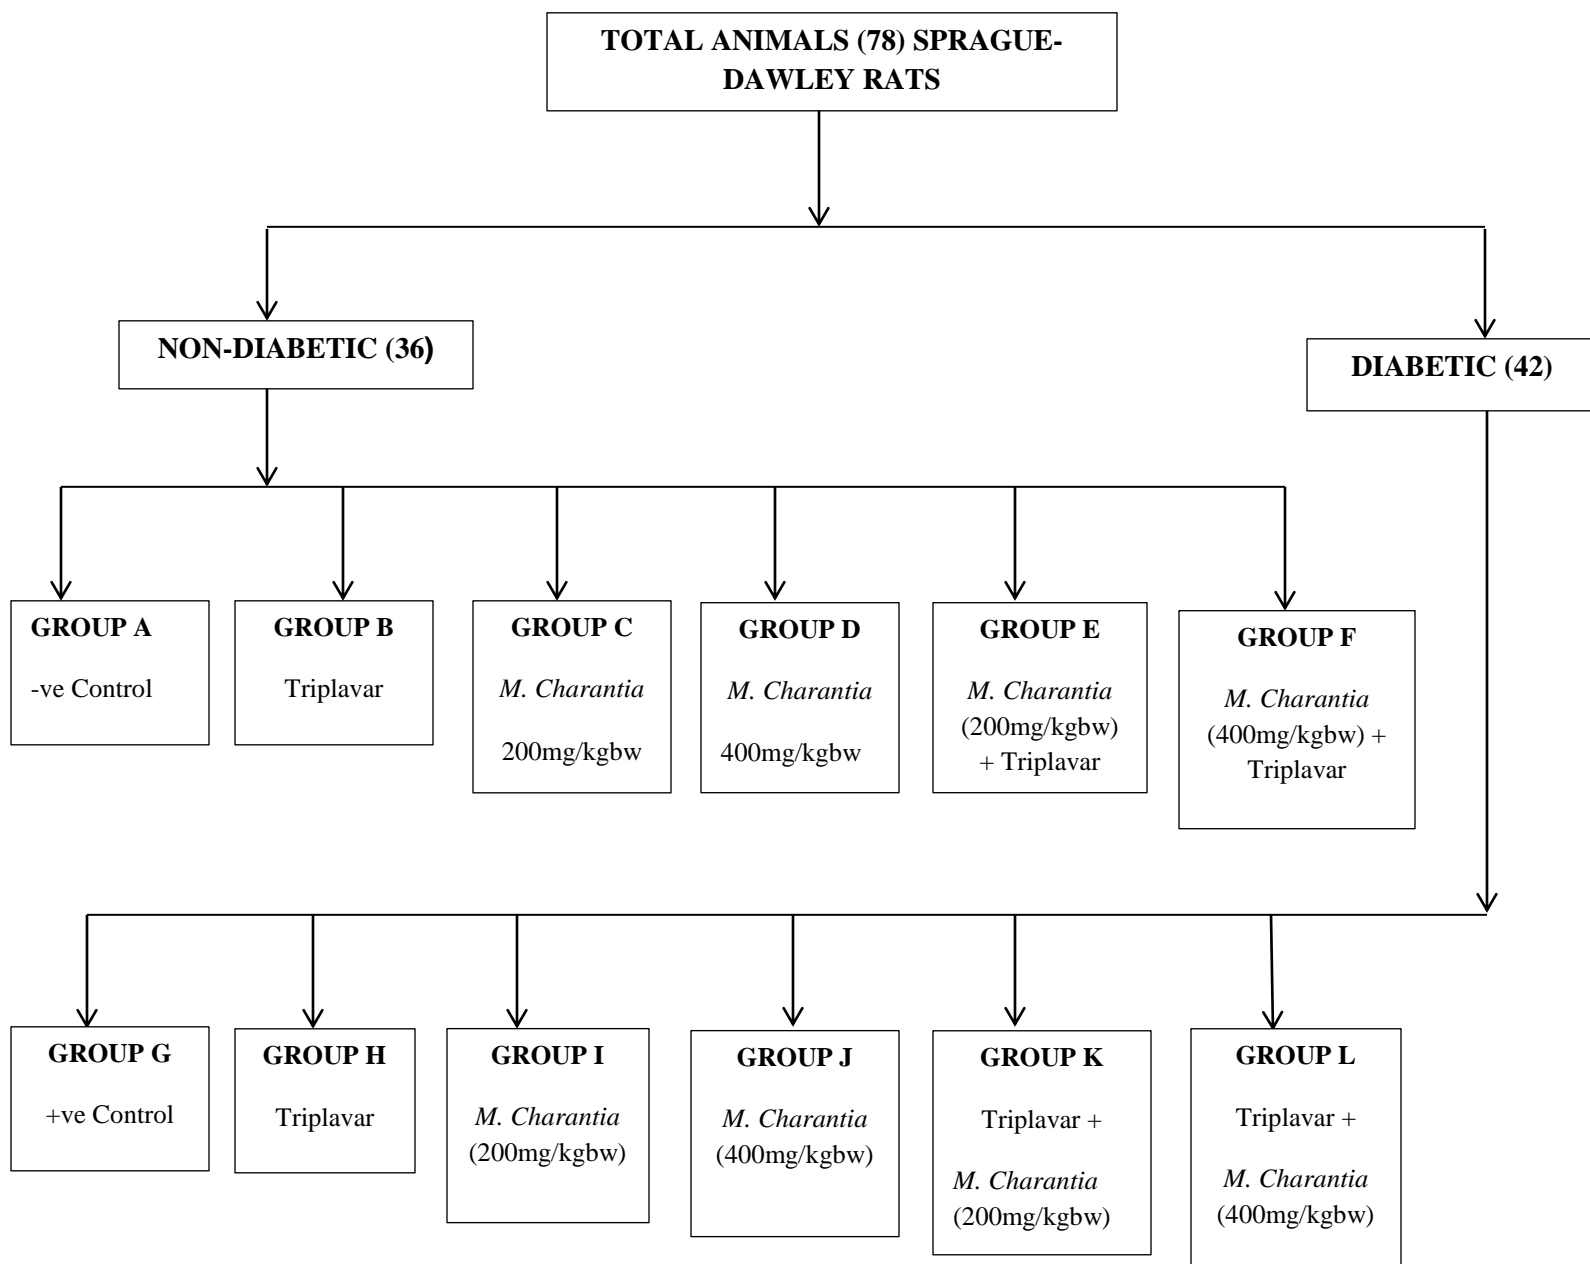 TOTAL ANIMALS (78) SPRAGUE-
DAWLEY RATS
NON-DIABETIC (36)
DIABETIC (42)
GROUP A
-ve Control
GROUP B
Triplavar
GROUP C
M. Charantia
200mg/kgbw
GROUP D
M. Charantia
400mg/kgbw
GROUP E
M. Charantia
(200mg/kgbw)
+ Triplavar
GROUP F
M. Charantia
(400mg/kgbw) +
Triplavar
GROUP G
+ve Control
GROUP H
Triplavar
GROUP I
M. Charantia
(200mg/kgbw)
GROUP J
M. Charantia
(400mg/kgbw)
GROUP K
Triplavar +
M. Charantia
(200mg/kgbw)
GROUP L
Triplavar +
M. Charantia
(400mg/kgbw)